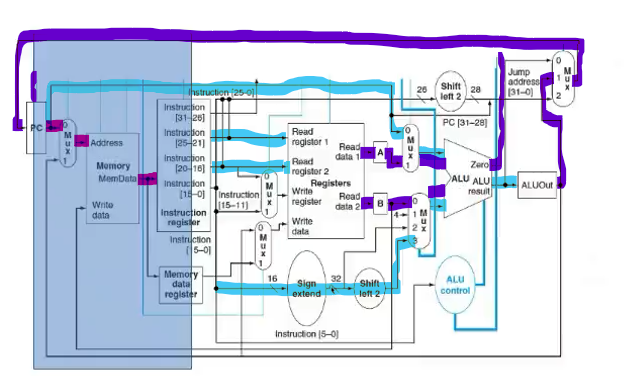 Instruction [25–0]
26
28
Shift
left 2
Jump
address
[31–0]
0
1
2
M
u
x
PC [31–28]
PC
0
M
u
x
1
Address
Memory
MemData
Write
data
Instruction
[31–26]
Instruction
[25–21]
Instruction
[20–16]
Instruction
[15–0]
Instruction
register
Instruction
Memory
data
register
Instruction
[15–11]
0
M
u
x
1
0
M
u
x
1
Read
register 1
Read
register 2
Registers
Write
register
Write
data
Read
data 1
Read
data 2
A
B
4
0
M
u
x
1
0
1
M
u
x
2
3
Zero
ALU
ALU
result
ALUOut
16
Sign
extend
32
Shift
left 2
ALU
control
Instruction [5–0]